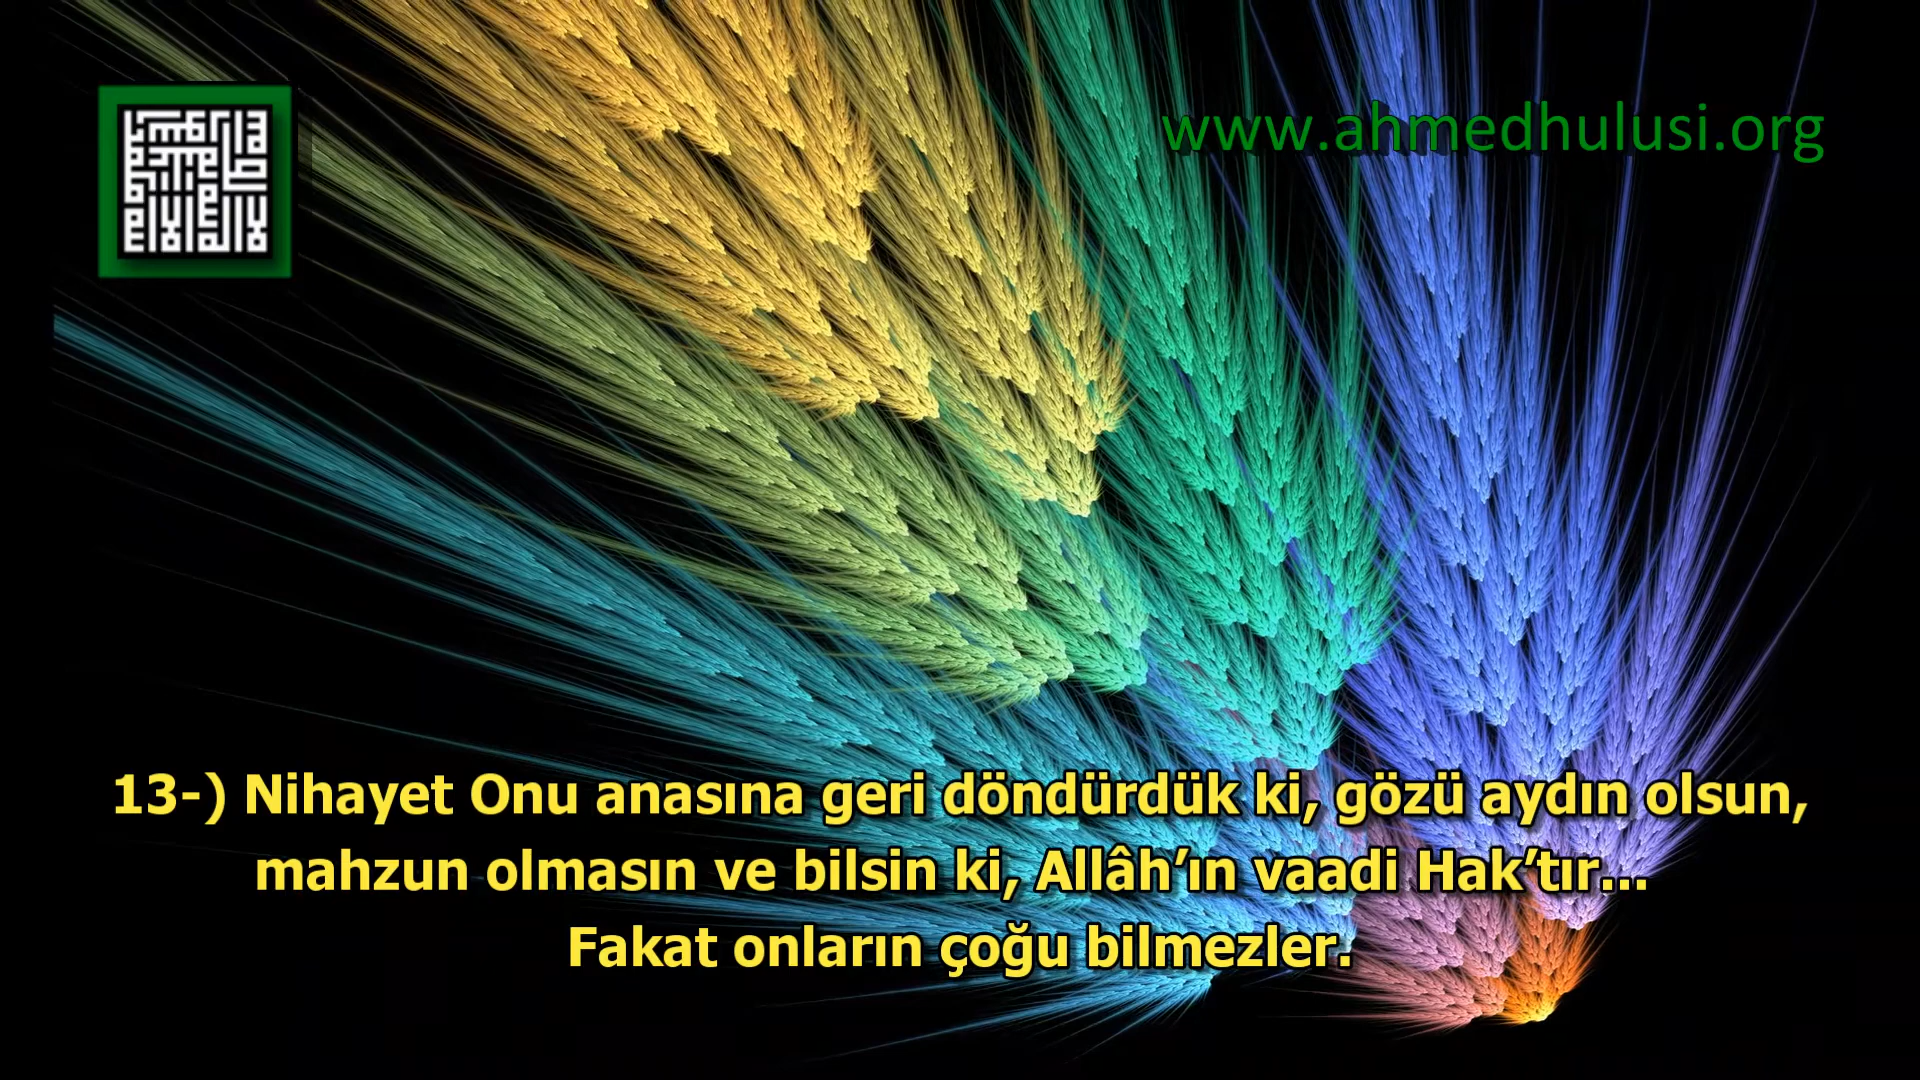 www.ahmedhulusi.org
13-) Nihayet Onu anasına geri döndürdük ki, gözü aydın olsun,
mahzun olmasın ve bilsin ki, Allâh’ın vaadi Hak’tır...
Fakat onların çoğu bilmezler.